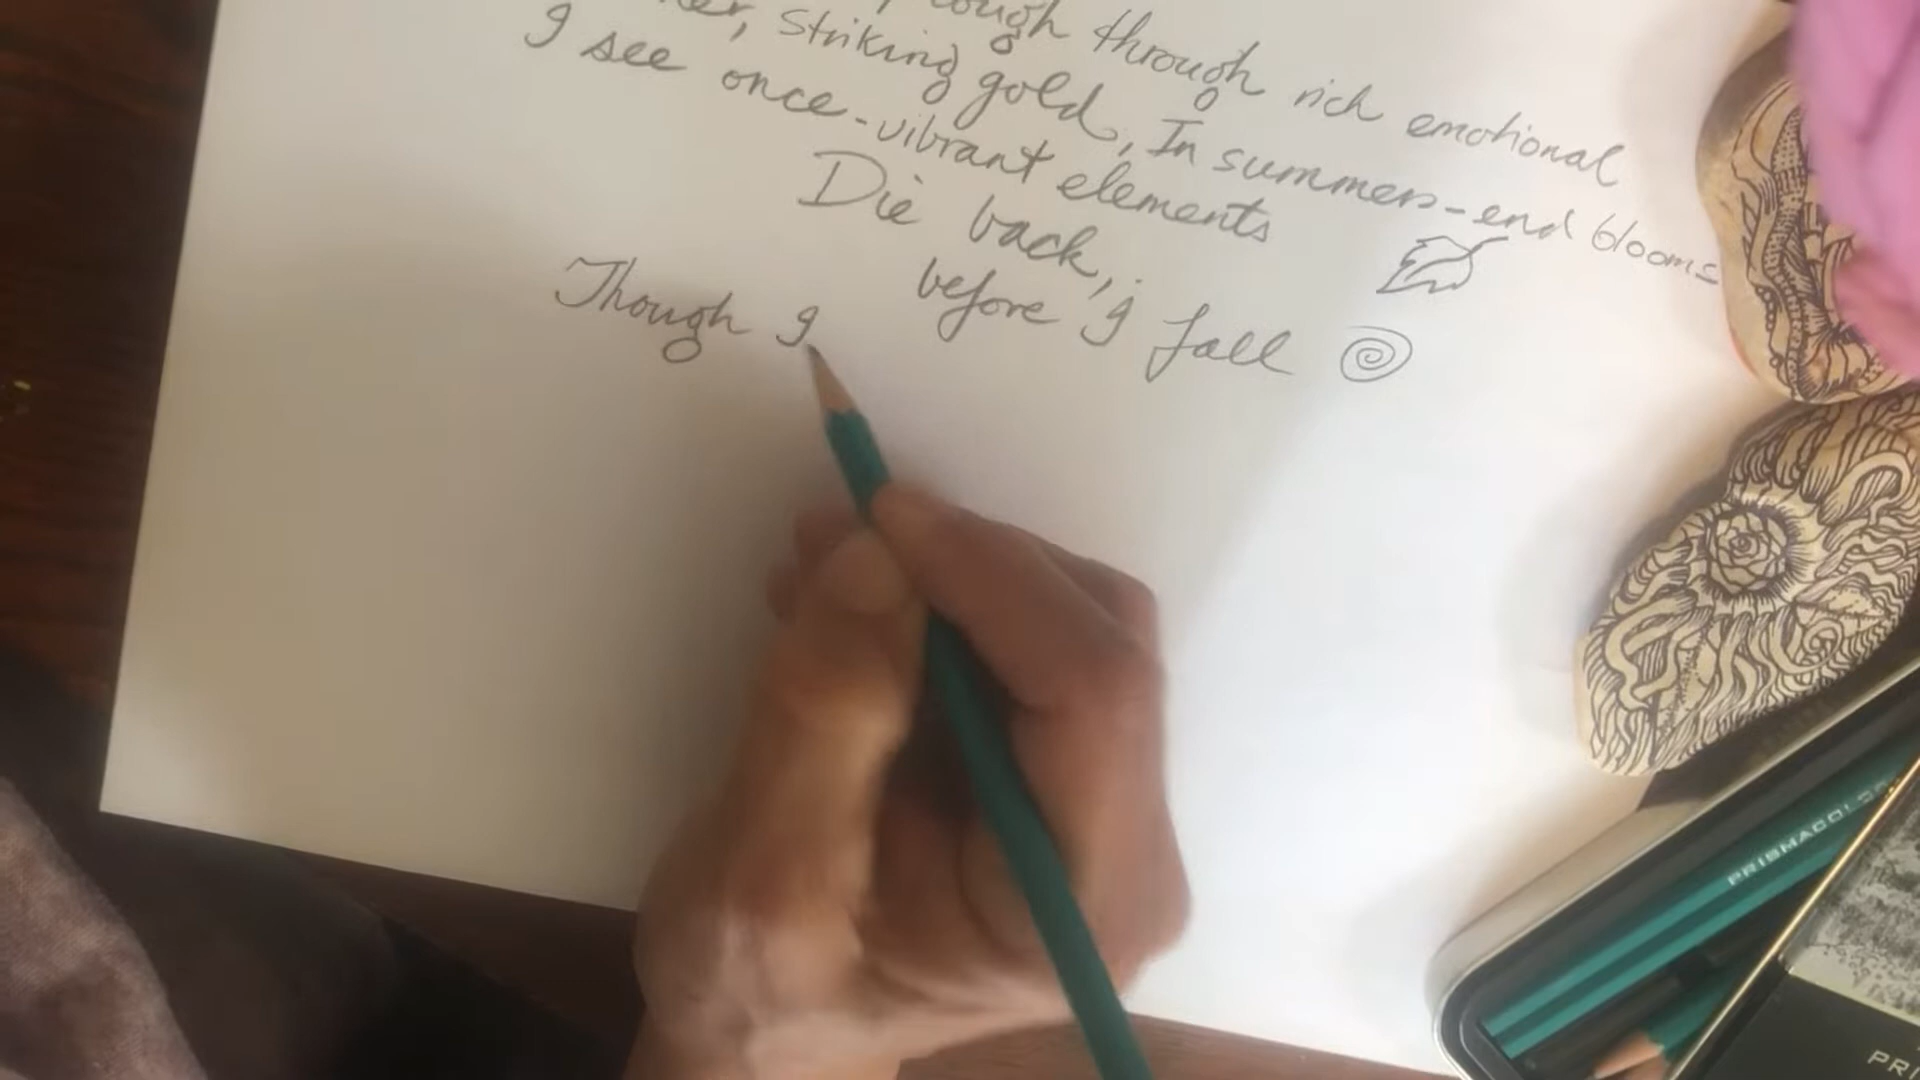 through rich emotional
striking gold, In summers-end blooms
I see once-vibrant elements
Die back,
before I fall
Though I
PRISMACOLOR
PRI